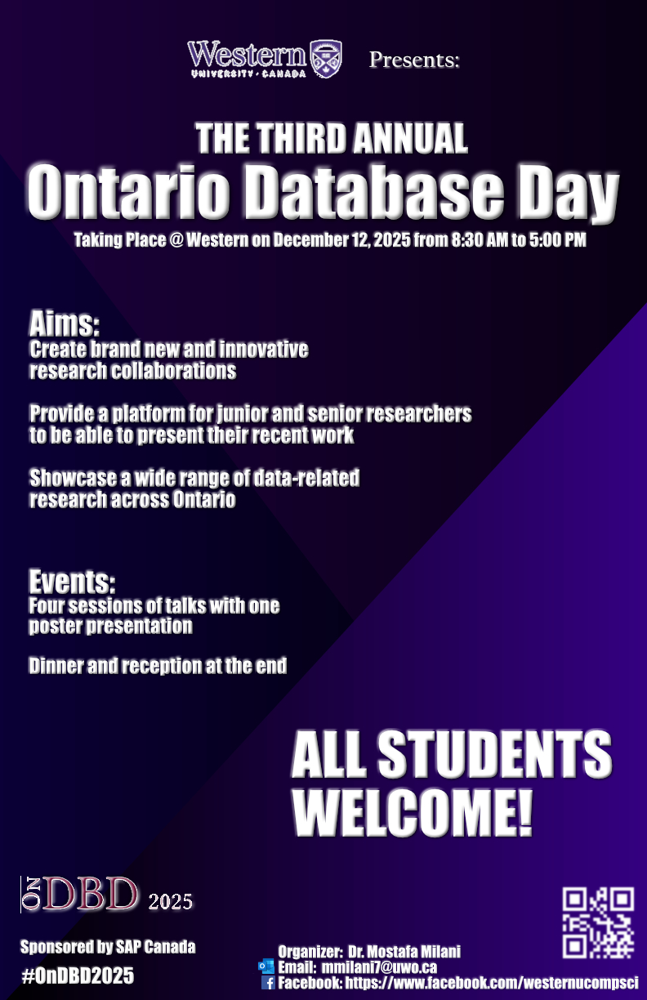 Western
UNIVERSITY · CANADA
Presents:
THE THIRD ANNUAL
Ontario Database Day
Taking Place @ Western on December 12, 2025 from 8:30 AM to 5:00 PM
Aims:
Create brand new and innovative
research collaborations
Provide a platform for junior and senior researchers
to be able to present their recent work
Showcase a wide range of data-related
research across Ontario
Events:
Four sessions of talks with one
poster presentation
Dinner and reception at the end
ALL STUDENTS
WELCOME!
ON DBD 2025
Sponsored by SAP Canada
#OnDBD2025
Organizer: Dr. Mostafa Milani
Email: mmilani7@uwo.ca
Facebook: https://www.facebook.com/westernucompsci